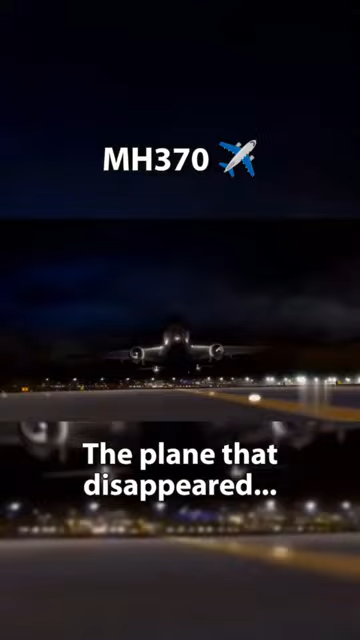 MH370 ✈️
The plane that
disappeared...